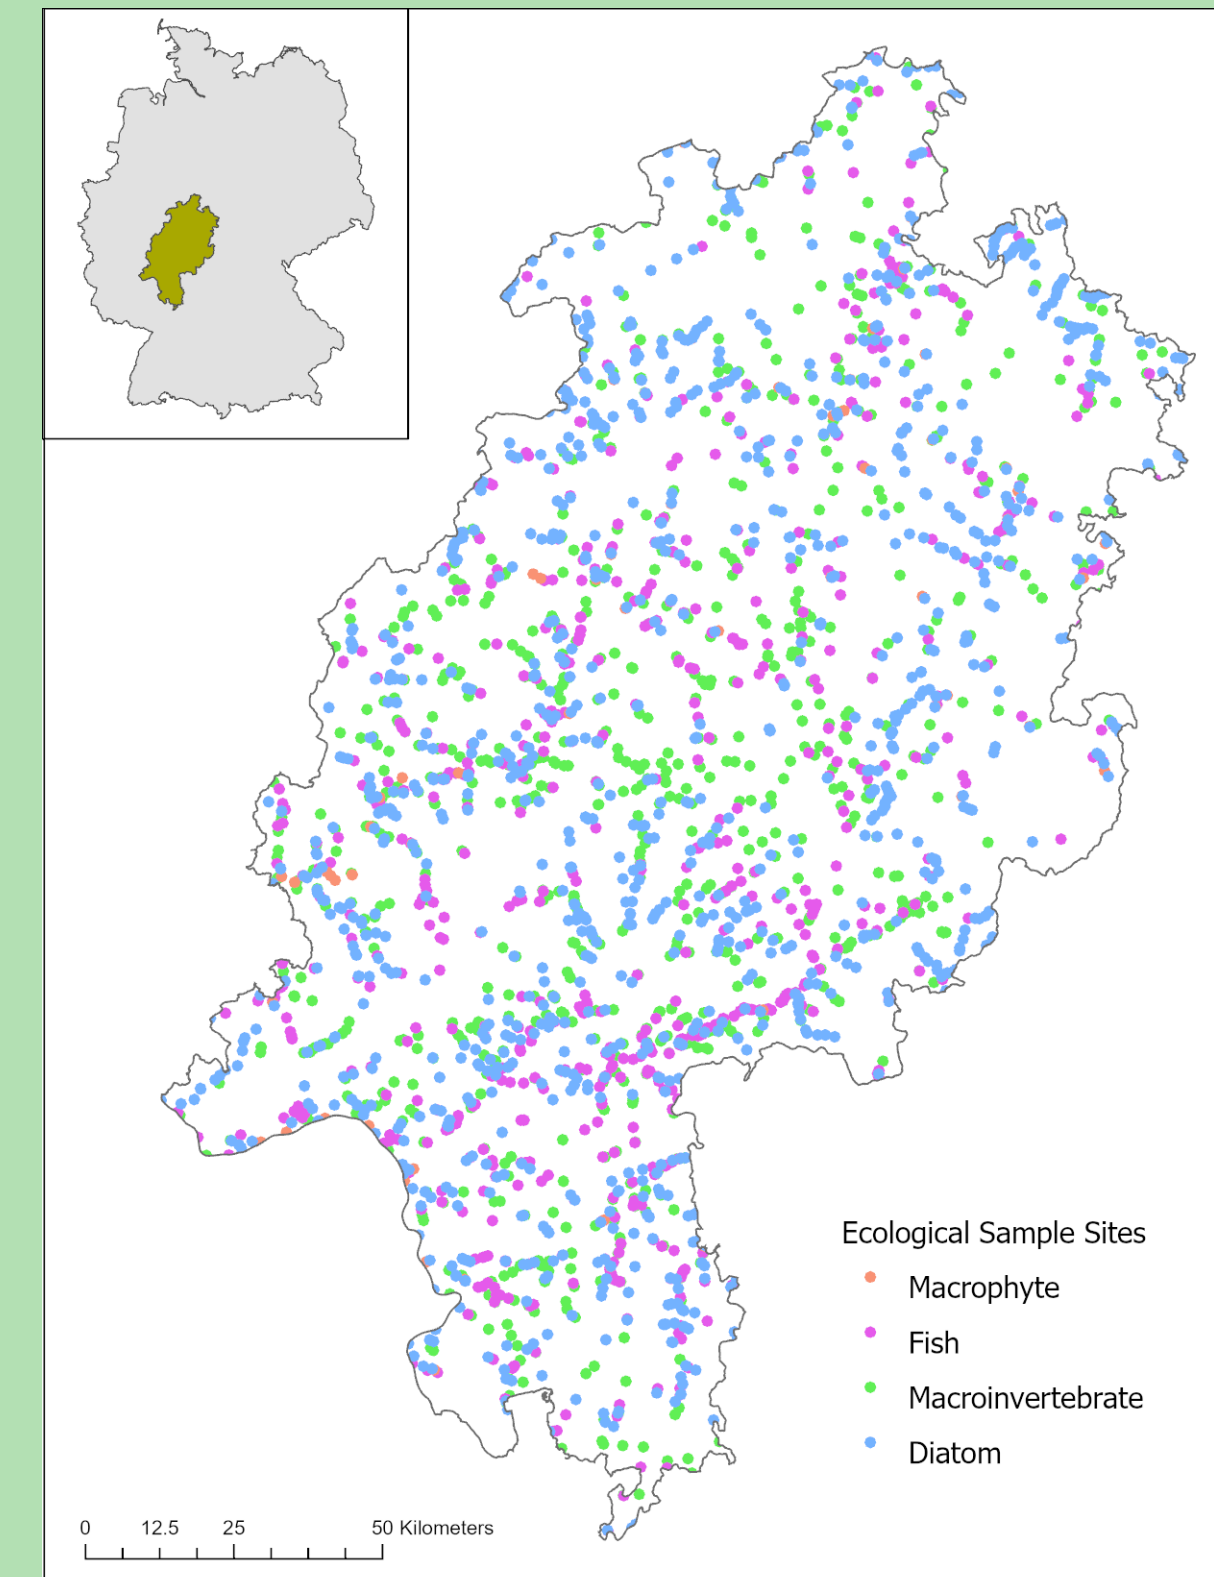 Ecological Sample Sites
Macrophyte
Fish
Macroinvertebrate
Diatom
0 12.5 25 50 Kilometers